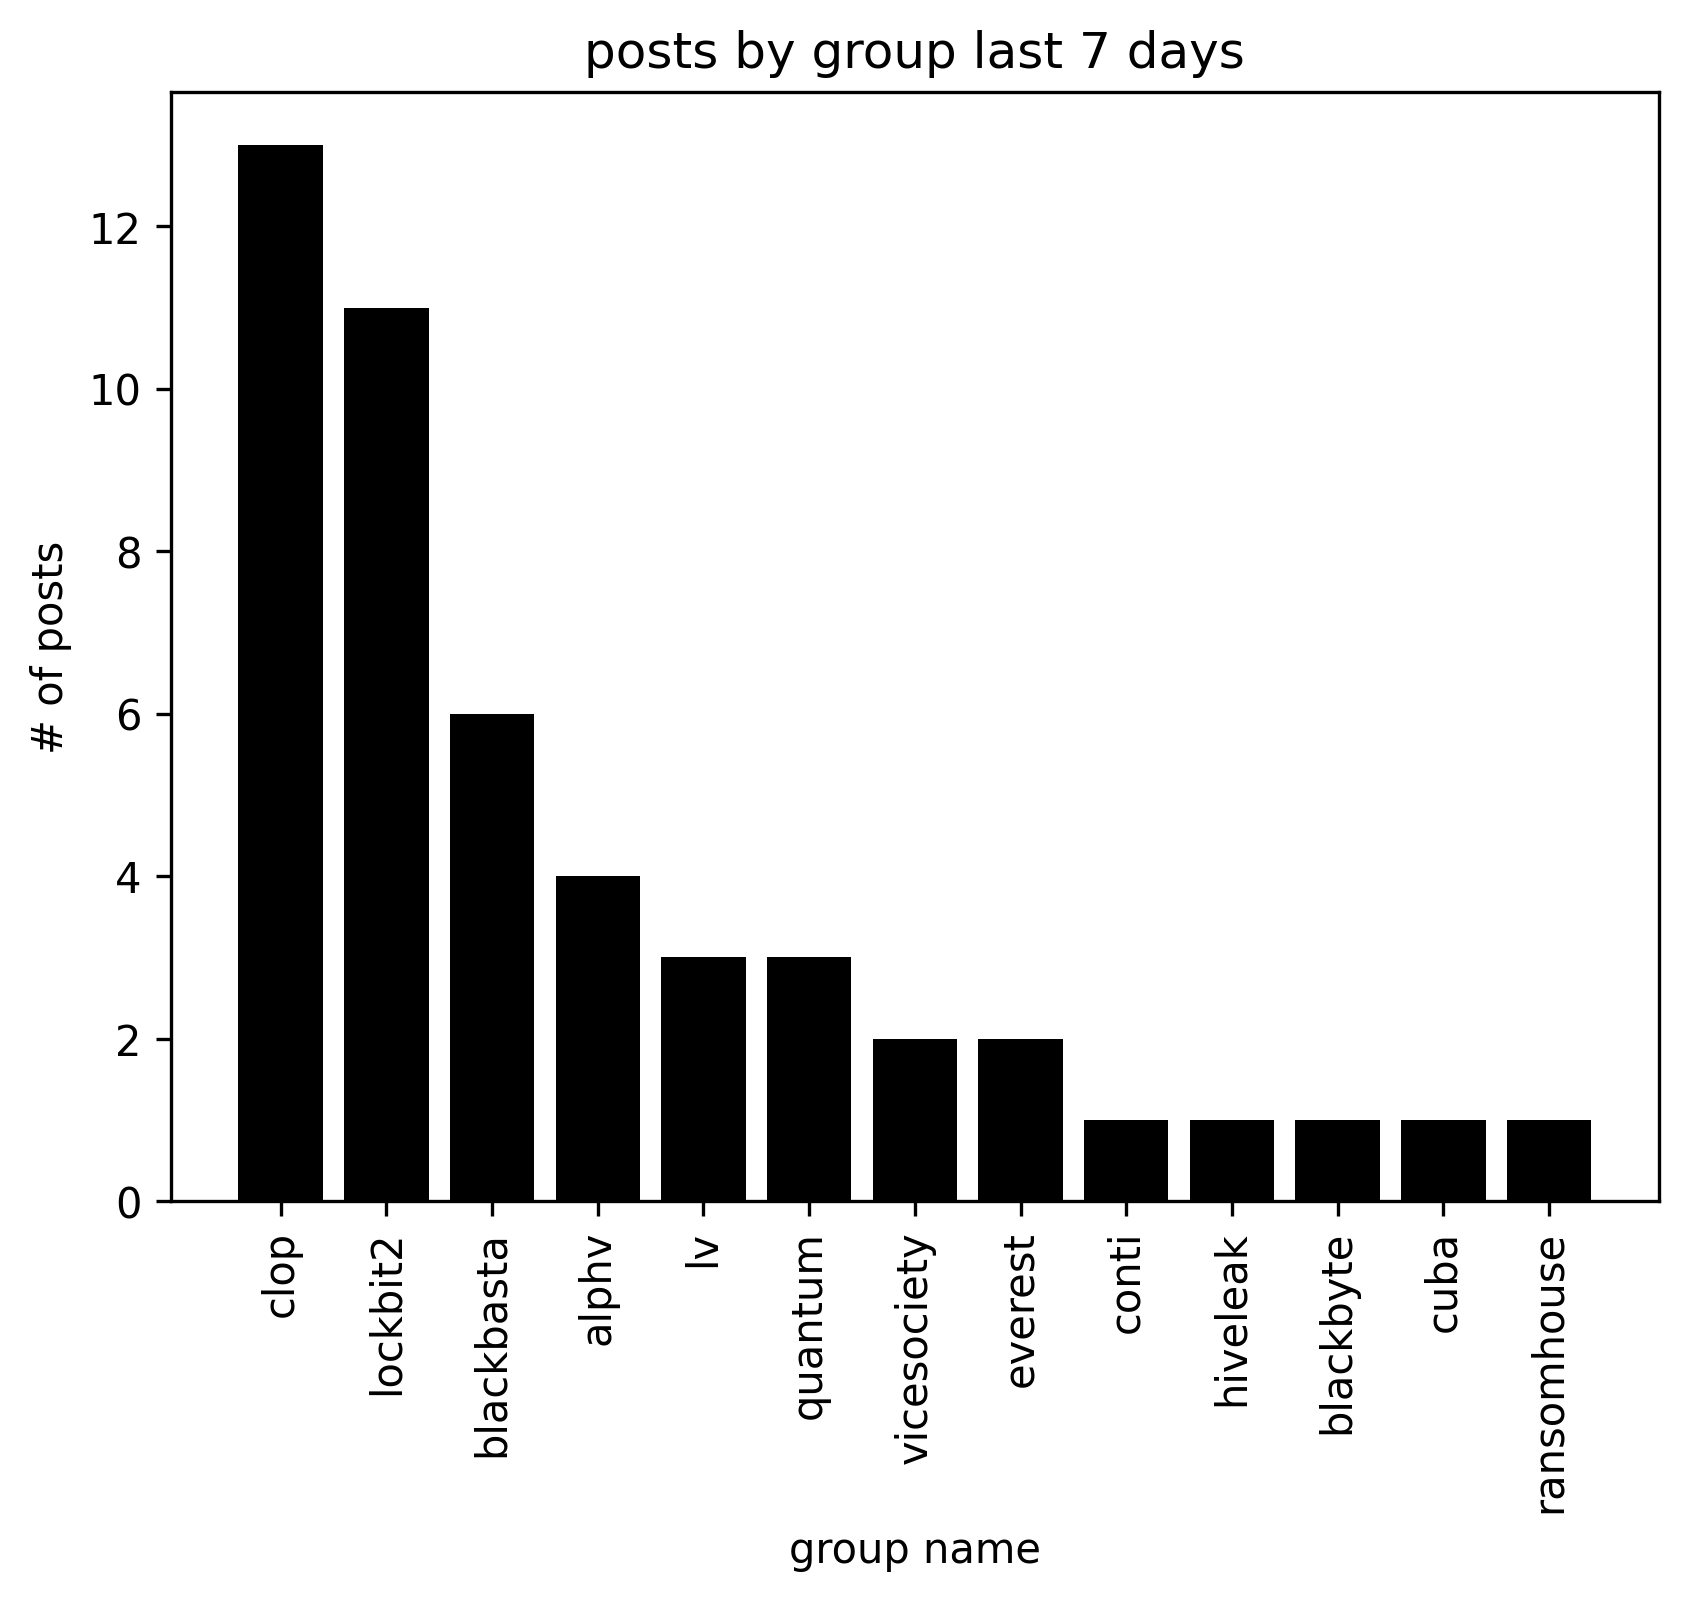 posts by group last 7 days
# of posts
12
10
8
6
4
2
0
clop
lockbit2
blackbasta
alphv
lv
quantum
vicesociety
everest
conti
hiveleak
blackbyte
cuba
ransomhouse
group name